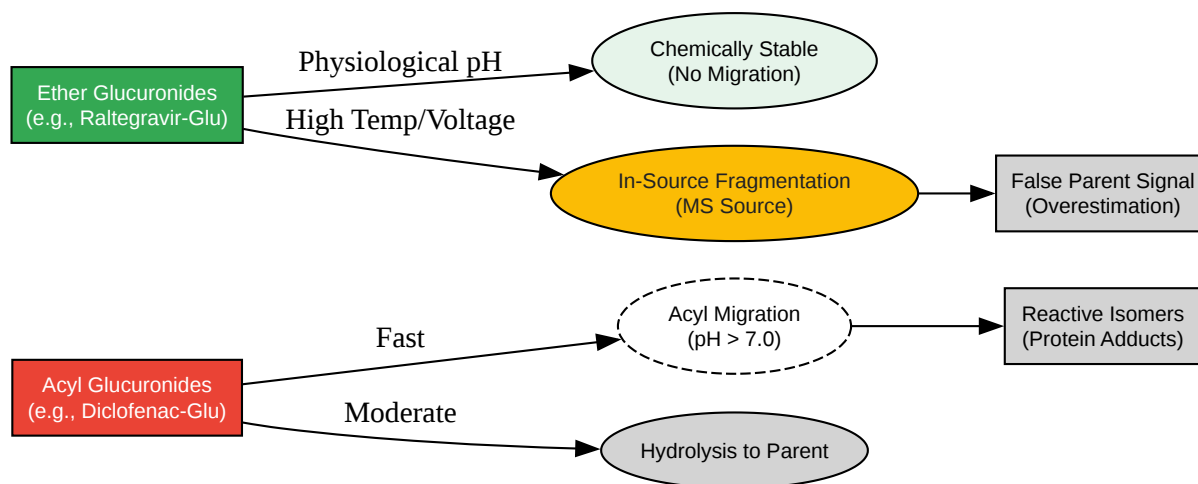 Ether Glucuronides
(e.g., Raltegravir-Glu)
Physiological pH
High Temp/Voltage
Chemically Stable
(No Migration)
In-Source Fragmentation
(MS Source)
False Parent Signal
(Overestimation)
Acyl Glucuronides
(e.g., Diclofenac-Glu)
Fast
Moderate
Acyl Migration
(pH > 7.0)
Reactive Isomers
(Protein Adducts)
Hydrolysis to Parent